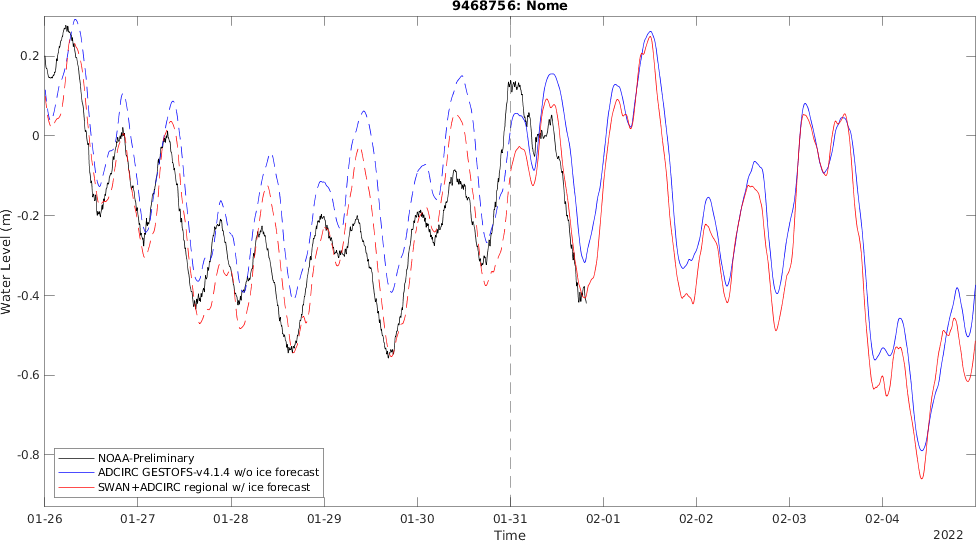 9468756: Nome
0.2
0
-0.2
-0.4
-0.6
-0.8
Water Level (m)
NOAA-Preliminary
ADCIRC GESTOFS-v4.1.4 w/o ice forecast
SWAN+ADCIRC regional w/ ice forecast
01-26 01-27 01-28 01-29 01-30 01-31 02-01 02-02 02-03 02-04
Time
2022